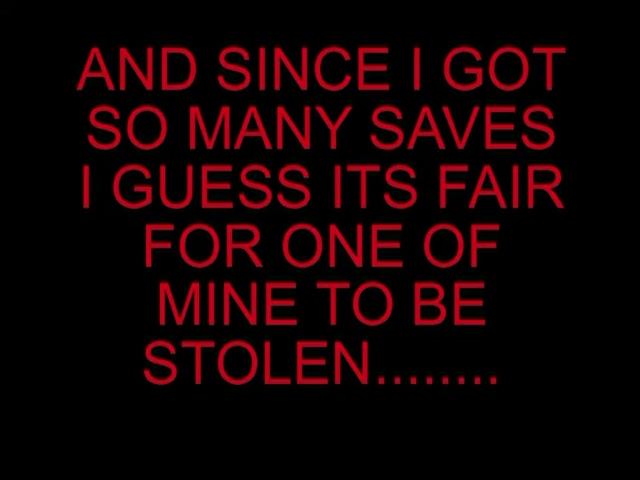 AND SINCE I GOT
SO MANY SAVES
I GUESS ITS FAIR
FOR ONE OF
MINE TO BE
STOLEN........